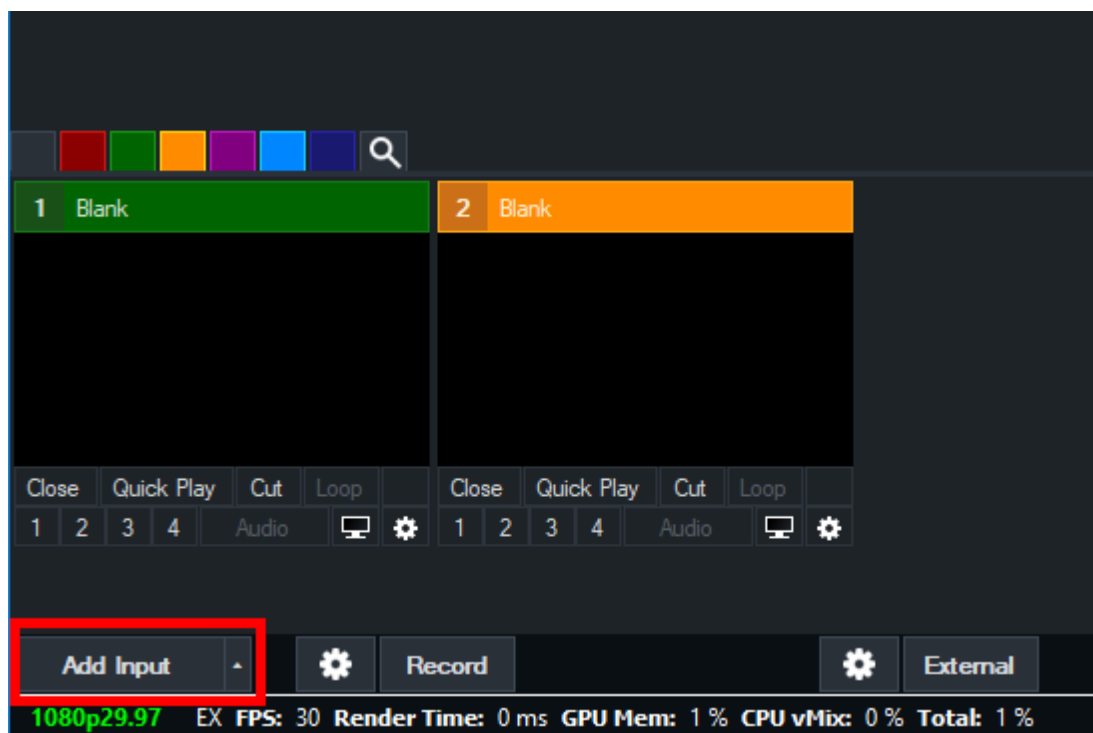 1 Blank 2 Blank
Close Quick Play Cut Loop Close Quick Play Cut Loop
1 2 3 4 Audio 1 2 3 4 Audio
Add Input Record External
1080p29.97 EX FPS: 30 Render Time: 0 ms GPU Mem: 1 % CPU vMix: 0 % Total: 1 %